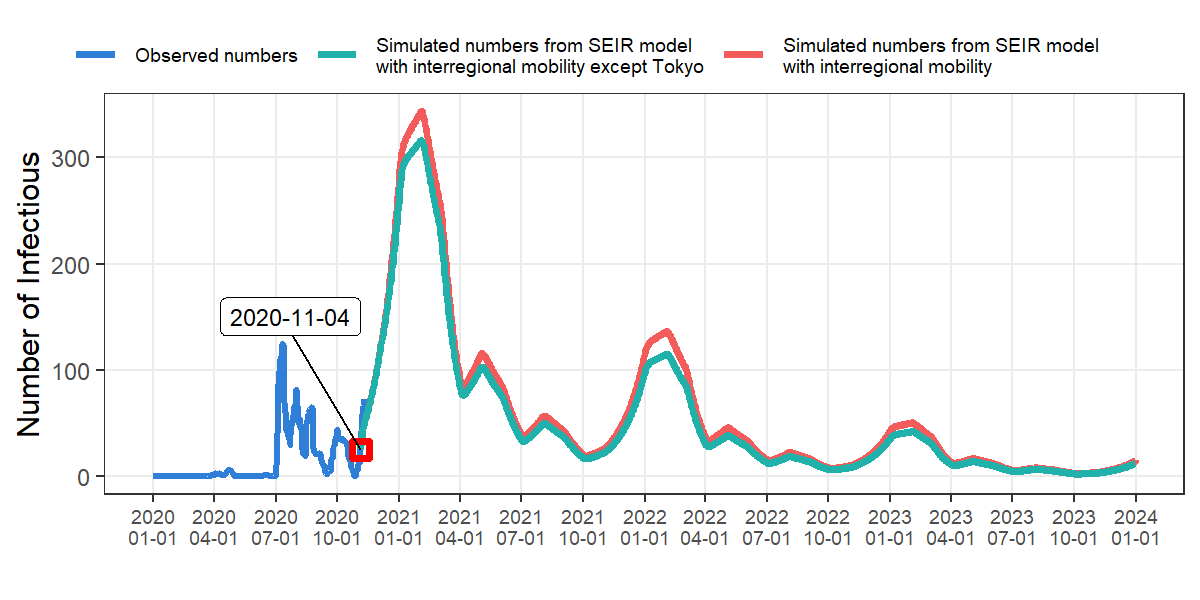 Observed numbers
Simulated numbers from SEIR model
with interregional mobility except Tokyo
Simulated numbers from SEIR model
with interregional mobility
Number of Infectious
300
200
100
0
2020-11-04
2020 2020 2020 2020 2021 2021 2021 2021 2022 2022 2022 2022 2023 2023 2023 2023 2024
01-01 04-01 07-01 10-01 01-01 04-01 07-01 10-01 01-01 04-01 07-01 10-01 01-01 04-01 07-01 10-01 01-01